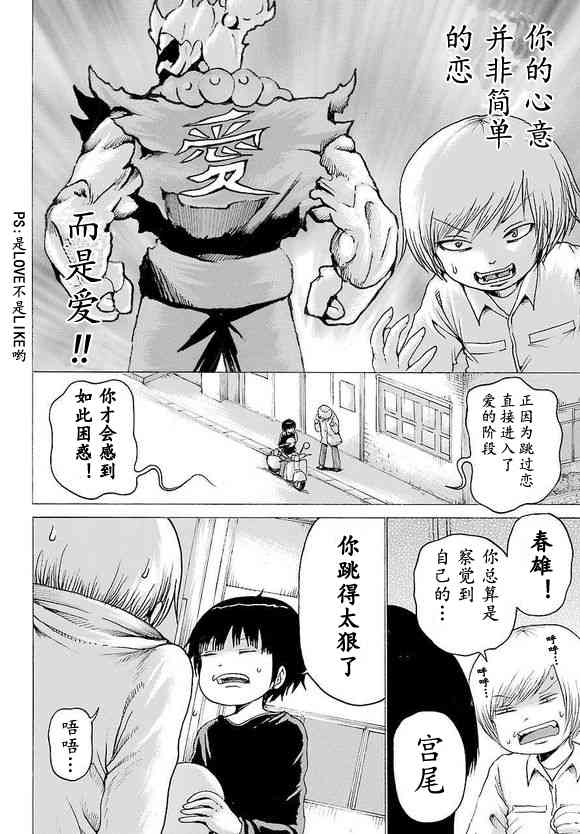 你的心意
并非简单
的恋
愛
而是爱!!
PS:是LOVE不是LIKE哟
正因为跳过恋
直接进入了
爱的阶段
你才会感到
如此困惑!
春雄!
你总算是
察觉到
自己的…
呼呼…
呼呼…
宫尾
你跳得太狠了
唔唔…